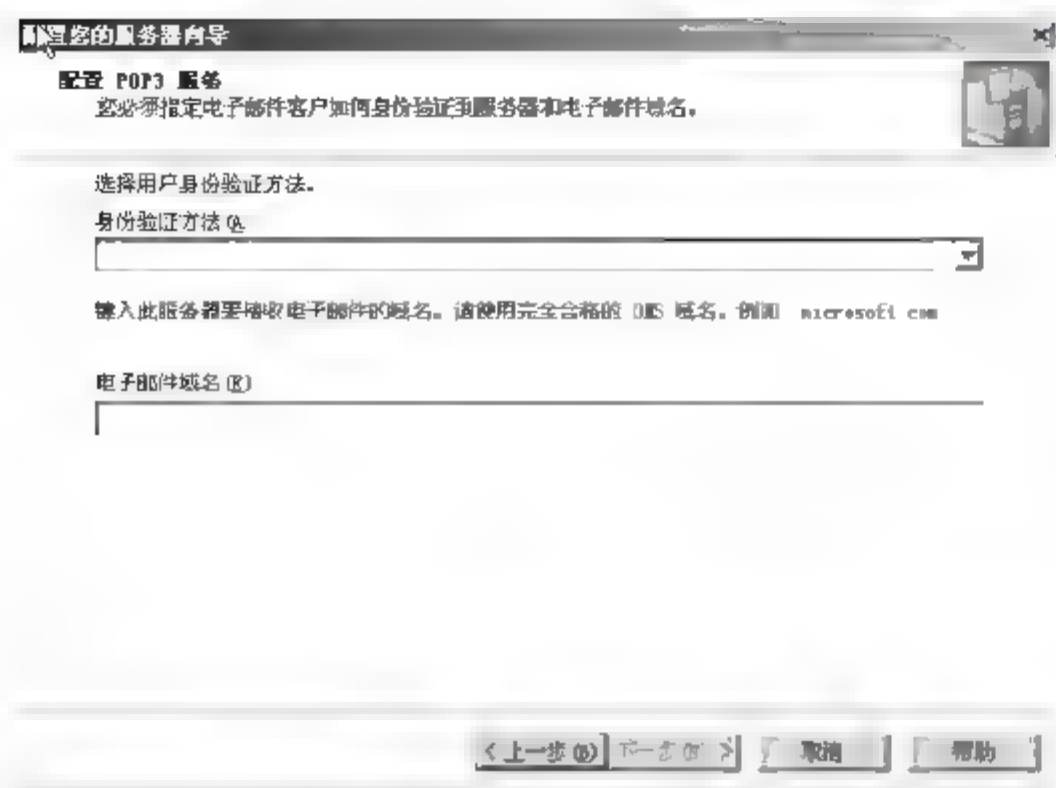 配置您的服务器向导
配置 POP3 服务
您必须指定电子邮件客户如何身份验证到服务器和电子邮件域名。
选择用户身份验证方法。
身份验证方法(A
键入此服务器要接收电子邮件的域名。请使用完全合格的 DNS 域名。例如 microsoft com
电子邮件域名(E)
< 上一步(B) 下一步(N) > 取消 帮助